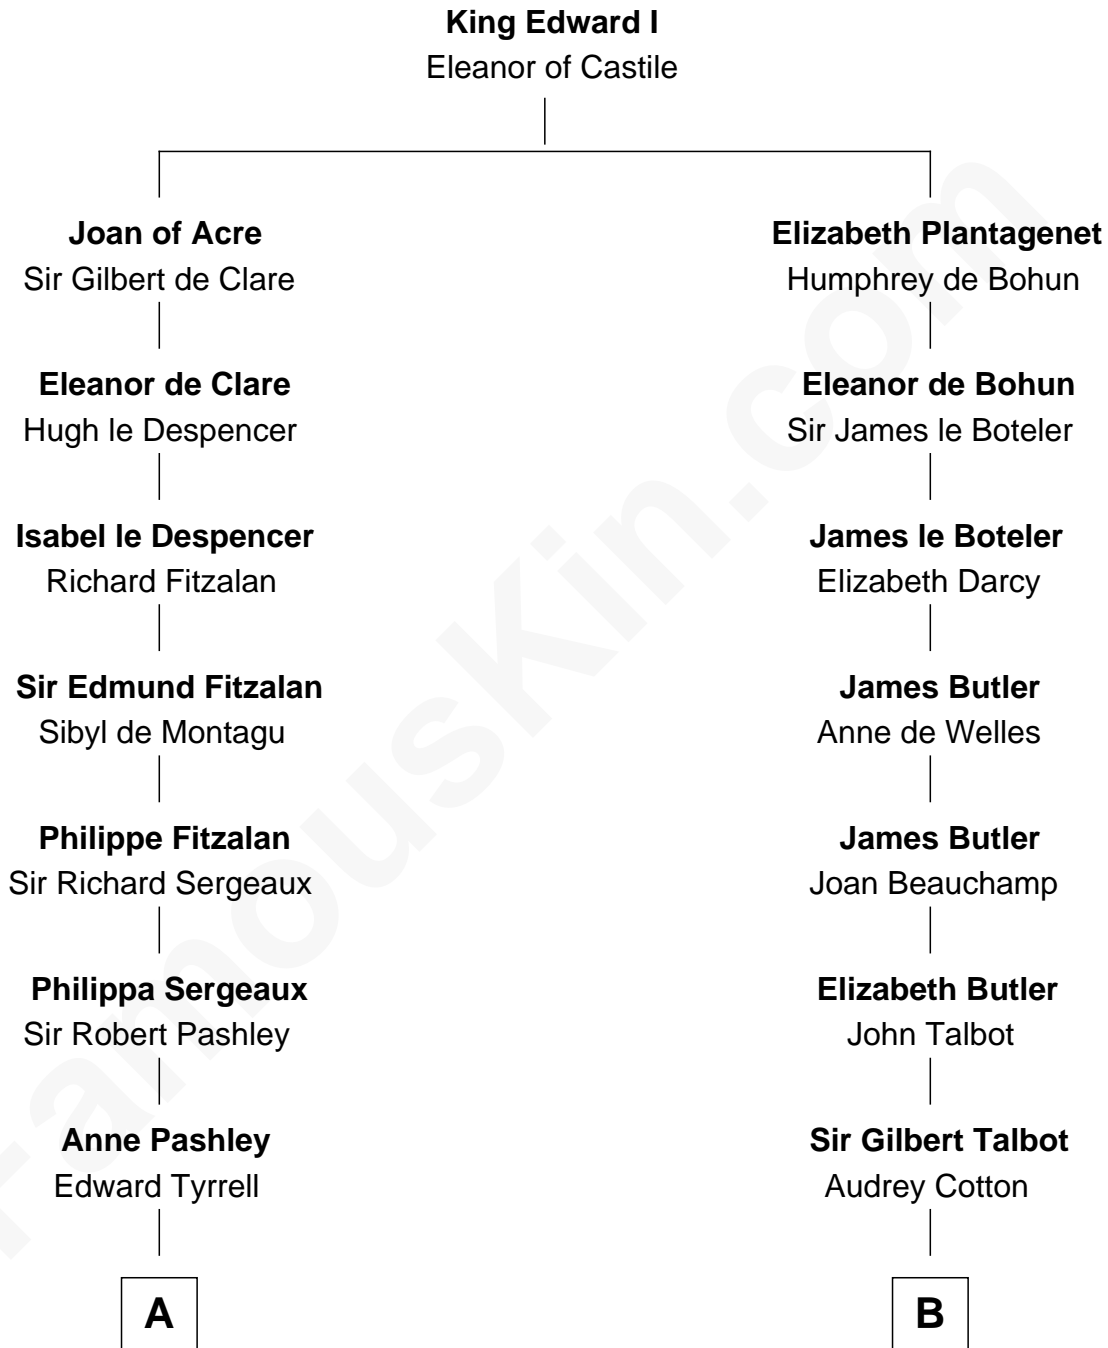 King Edward I
Eleanor of Castile
Joan of Acre
Sir Gilbert de Clare
Elizabeth Plantagenet
Humphrey de Bohun
Eleanor de Clare
Hugh le Despencer
Eleanor de Bohun
Sir James le Boteler
Isabel le Despencer
Richard Fitzalan
James le Boteler
Elizabeth Darcy
Sir Edmund Fitzalan
Sibyl de Montagu
James Butler
Anne de Welles
Philippe Fitzalan
Sir Richard Sergeaux
James Butler
Joan Beauchamp
Philippa Sergeaux
Sir Robert Pashley
Elizabeth Butler
John Talbot
Anne Pashley
Edward Tyrrell
Sir Gilbert Talbot
Audrey Cotton
A
B
FamousKin.com